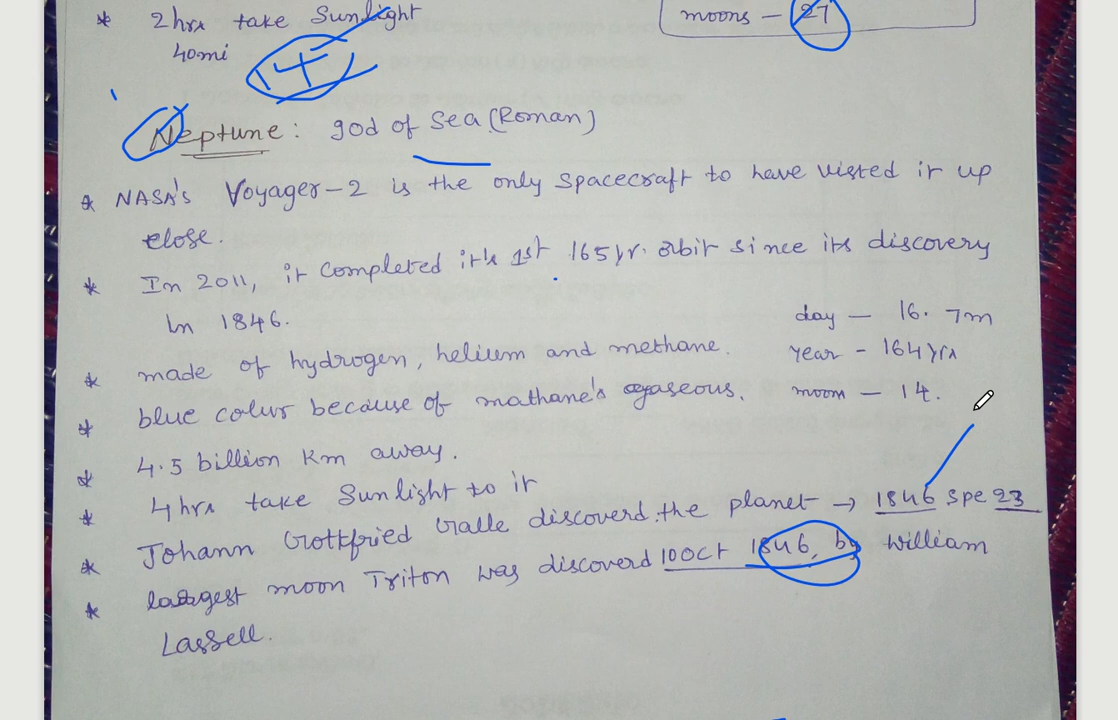 * 2hrs take Sunlight
40mi
moons - 27
14
Neptune: god of Sea (Roman)
* NASA's Voyager-2 is the only spacecraft to have visted it up
close.
* In 2011, it completed it's 1st 165yr. orbit since its discovery
In 1846.
* made of hydrogen, helium and methane.
* blue colur because of mathane's gaseous.
* 4.5 billion Km away.
* 4hrs take Sunlight to it
* Johann Gottfried Galle discoverd the planet → 1846 spe 23
* largest moon Triton was discoverd 10 Oct 1846, by William
Lassell.
day - 16. 7m
year - 164yrs
moon - 14.